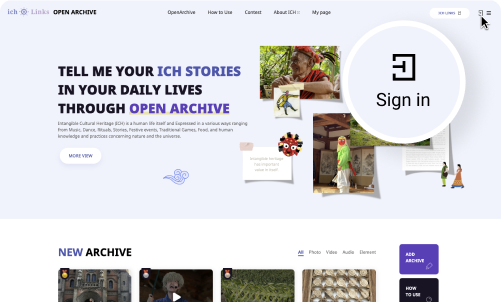 ich Links OPEN ARCHIVE
OpenArchive How to Use Contest About ICH My page
ICH LINKS
Sign in
TELL ME YOUR ICH STORIES
IN YOUR DAILY LIVES
THROUGH OPEN ARCHIVE
Intangible Cultural Heritage (ICH) is a human life itself and Expressed in a various ways ranging
from Music, Dance, Rituals, Stories, Festive events, Traditional Games, Food, and human
knowledge and practices concerning nature and the universe.
MORE VIEW
NEW ARCHIVE
All Photo Video Audio Element
ADD
ARCHIVE
HOW
TO USE